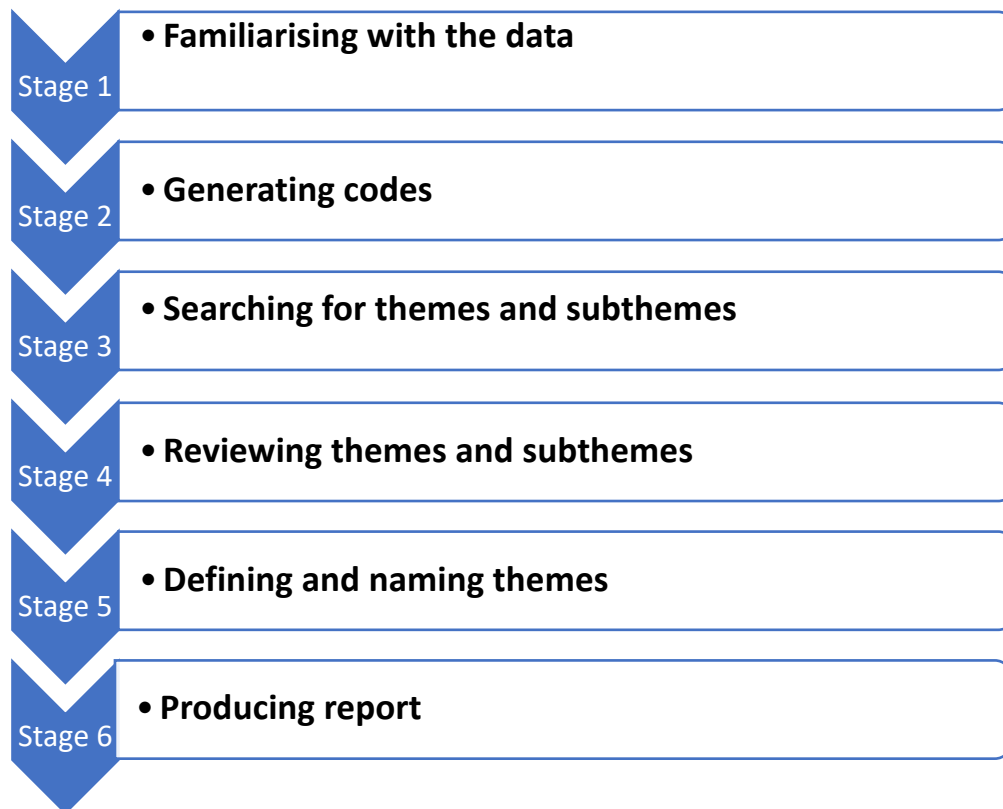 • Familiarising with the data
Stage 1
• Generating codes
Stage 2
• Searching for themes and subthemes
Stage 3
• Reviewing themes and subthemes
Stage 4
• Defining and naming themes
Stage 5
• Producing report
Stage 6